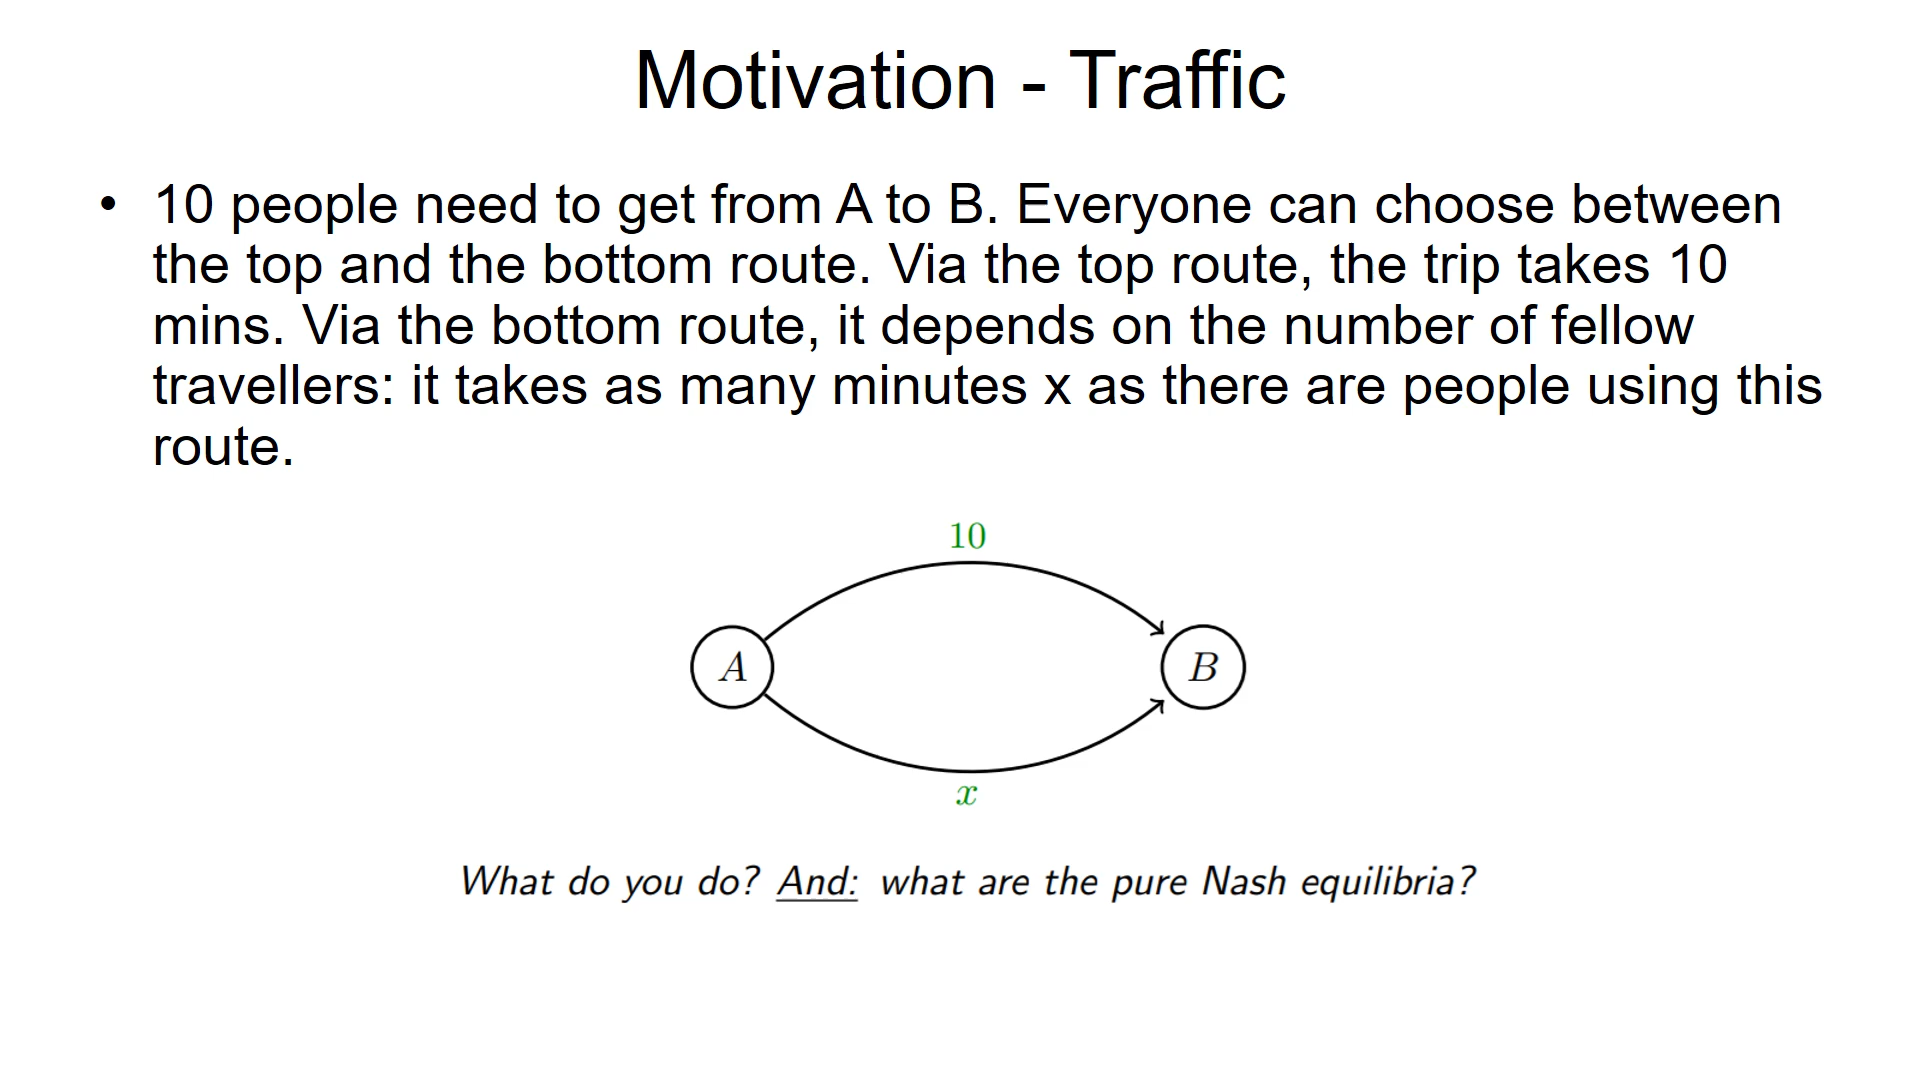 Motivation - Traffic
• 10 people need to get from A to B. Everyone can choose between
the top and the bottom route. Via the top route, the trip takes 10
mins. Via the bottom route, it depends on the number of fellow
travellers: it takes as many minutes x as there are people using this
route.
10
A
B
x
What do you do? And: what are the pure Nash equilibria?